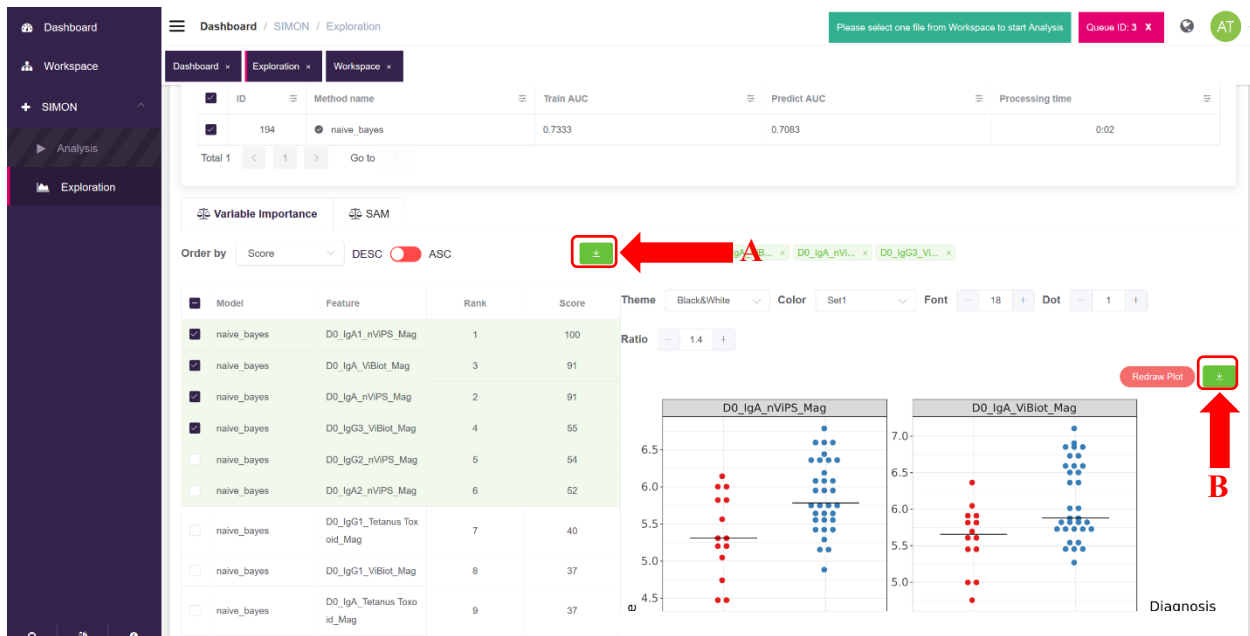 Dashboard
Workspace
SIMON
Analysis
Exploration
Dashboard / SIMON / Exploration
Please select one file from Workspace to start Analysis
Queue ID: 3 X
AT
Dashboard ×
Exploration ×
Workspace ×
ID Method name Train AUC Predict AUC Processing time
194 naive_bayes 0.7333 0.7083 0:02
Total 1 < 1 > Go to 1
Variable Importance
SAM
Order by Score DESC ASC
A
D0_IgA_nVi... × D0_IgG3_Vi... ×
Model Feature Rank Score
naive_bayes D0_IgA1_nViPS_Mag 1 100
naive_bayes D0_IgA_ViBiot_Mag 3 91
naive_bayes D0_IgA_nViPS_Mag 2 91
naive_bayes D0_IgG3_ViBiot_Mag 4 55
naive_bayes D0_IgG2_nViPS_Mag 5 54
naive_bayes D0_IgA2_nViPS_Mag 6 52
naive_bayes D0_IgG1_Tetanus Tox
oid_Mag 7 40
naive_bayes D0_IgG1_ViBiot_Mag 8 37
naive_bayes D0_IgA_Tetanus Toxo
id_Mag 9 37
Theme Black&White Color Set1 Font − 18 + Dot − 1 +
Ratio − 1.4 +
Redraw Plot
B
D0_IgA_nViPS_Mag
6.5
6.0
5.5
5.0
4.5
D0_IgA_ViBiot_Mag
7.0
6.5
6.0
5.5
5.0
Diagnosis